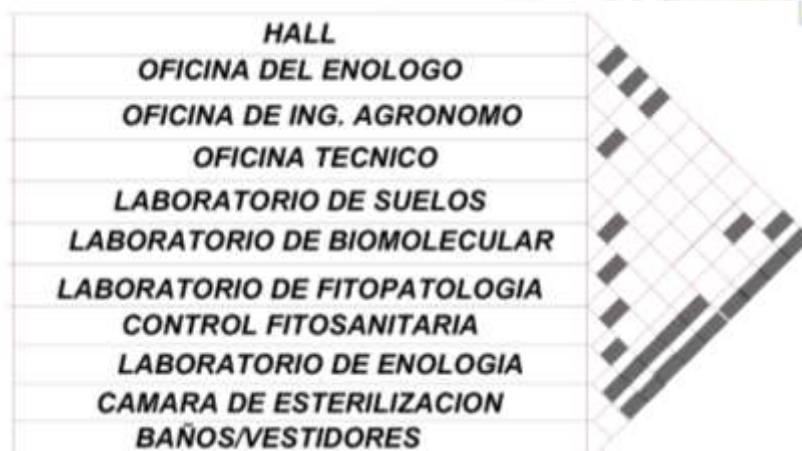 HALL
OFICINA DEL ENOLOGO
OFICINA DE ING. AGRONOMO
OFICINA TECNICO
LABORATORIO DE SUELOS
LABORATORIO DE BIOMOLECULAR
LABORATORIO DE FITOPATOLOGIA
CONTROL FITOSANITARIA
LABORATORIO DE ENOLOGIA
CAMARA DE ESTERILIZACION
BAÑOS/VESTIDORES